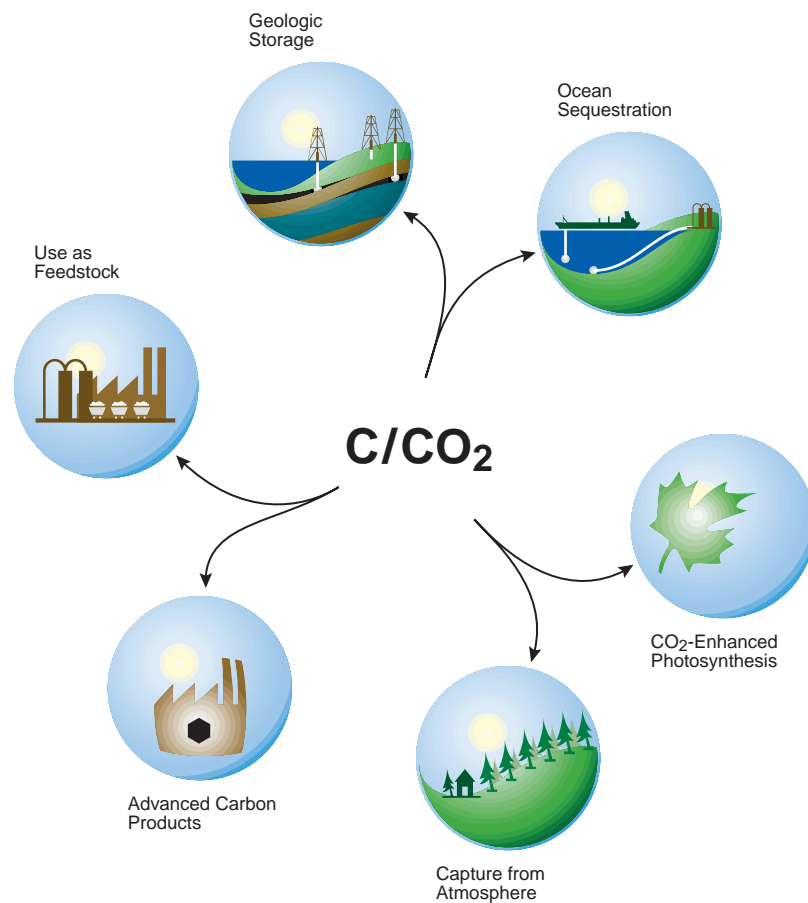 Geologic
Storage
Ocean
Sequestration
Use as
Feedstock
C/CO₂
CO₂-Enhanced
Photosynthesis
Advanced Carbon
Products
Capture from
Atmosphere